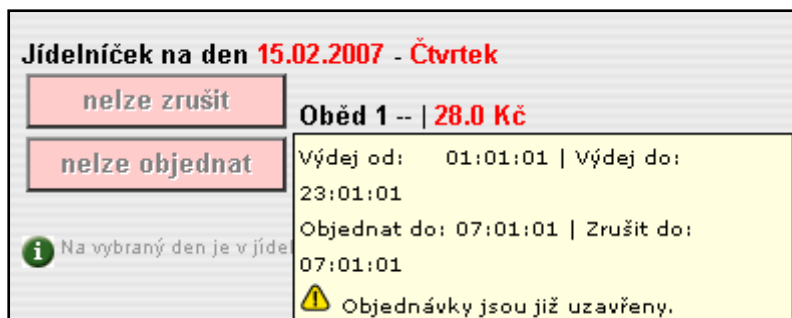 Jídelníček na den 15.02.2007 - Čtvrtek
nelze zrušit
Oběd 1 -- | 28.0 Kč
nelze objednat
Výdej od: 01:01:01 | Výdej do:
23:01:01
Objednat do: 07:01:01 | Zrušit do:
07:01:01
Objednávky jsou již uzavřeny.
Na vybraný den je v